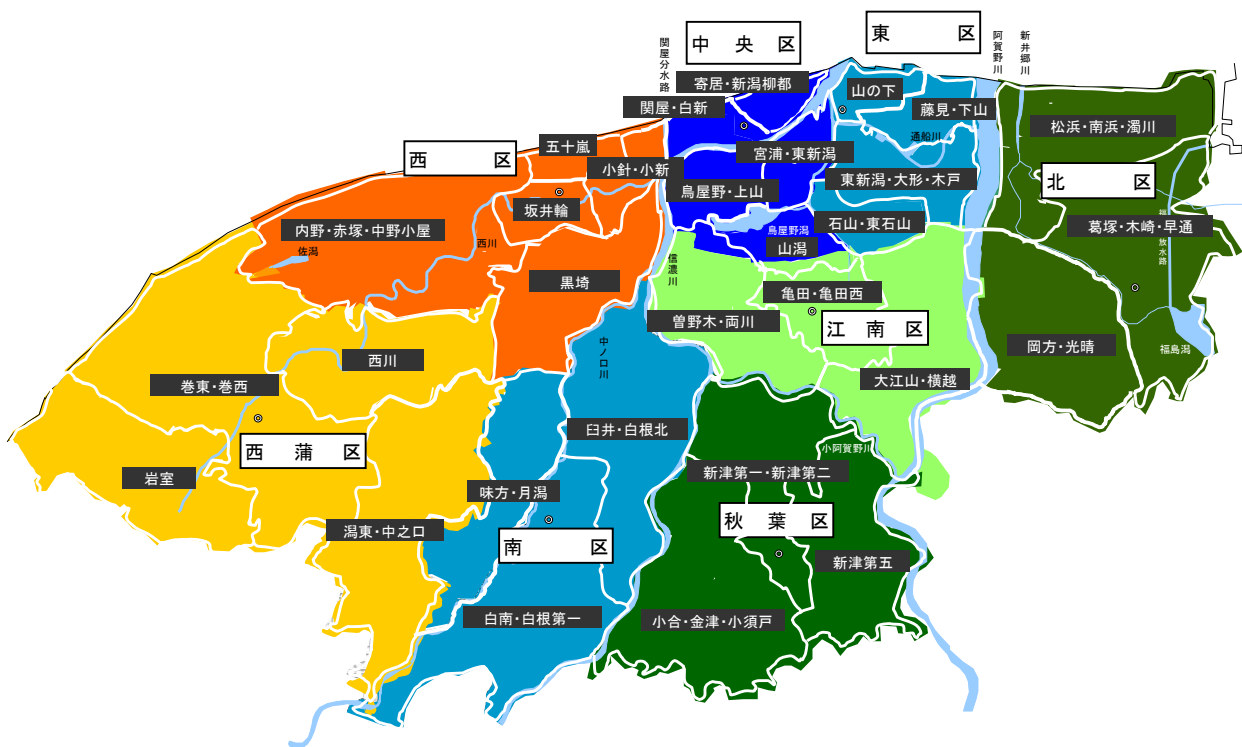 中央区
東区
関屋分水路
阿賀野川
新井郷川
寄居・新潟柳都
山の下
関屋・白新
藤見・下山
松浜・南浜・濁川
通船川
五十嵐
西区
宮浦・東新潟
小針・小新
鳥屋野・上山
東新潟・大形・木戸
北区
坂井輪
内野・赤塚・中野小屋
石山・東石山
葛塚・木崎・早通
鳥屋野潟
山潟
西川
佐潟
放水路
信濃川
黒埼
亀田・亀田西
曽野木・両川
江南区
中ノ口川
岡方・光晴
福島潟
西川
巻東・巻西
大江山・横越
臼井・白根北
西蒲区
小阿賀野川
岩室
新津第一・新津第二
味方・月潟
秋葉区
潟東・中之口
南区
新津第五
白南・白根第一
小合・金津・小須戸